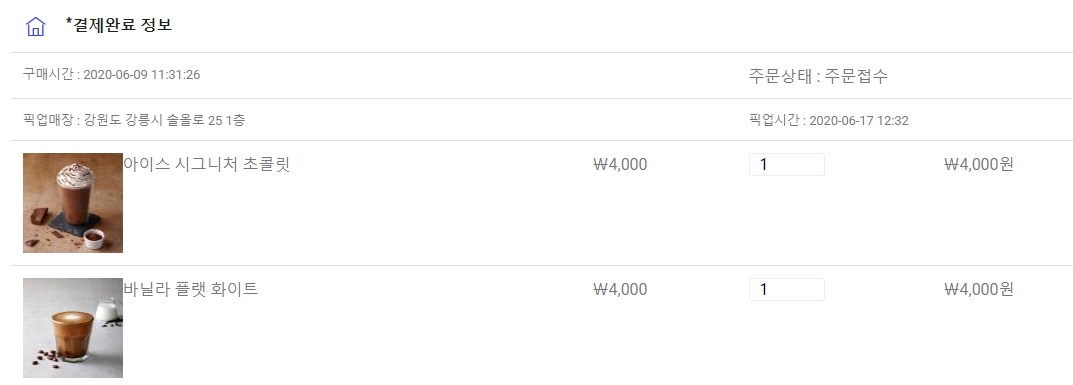 *결제완료 정보
구매시간 : 2020-06-09 11:31:26 주문상태 : 주문접수
픽업매장 : 강원도 강릉시 솔올로 25 1층 픽업시간 : 2020-06-17 12:32
아이스 시그니처 초콜릿 ₩4,000 1 ₩4,000원
바닐라 플랫 화이트 ₩4,000 1 ₩4,000원